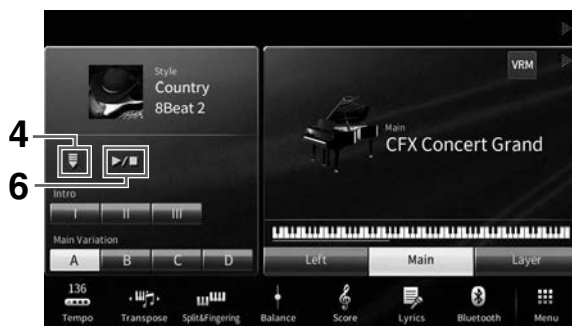 VRM
Style
Country
8Beat 2
Main
CFX Concert Grand
4
6
Intro
I II III
Main Variation
A B C D
Left Main Layer
136
Tempo Transpose Split&Fingering Balance Score Lyrics Bluetooth Menu